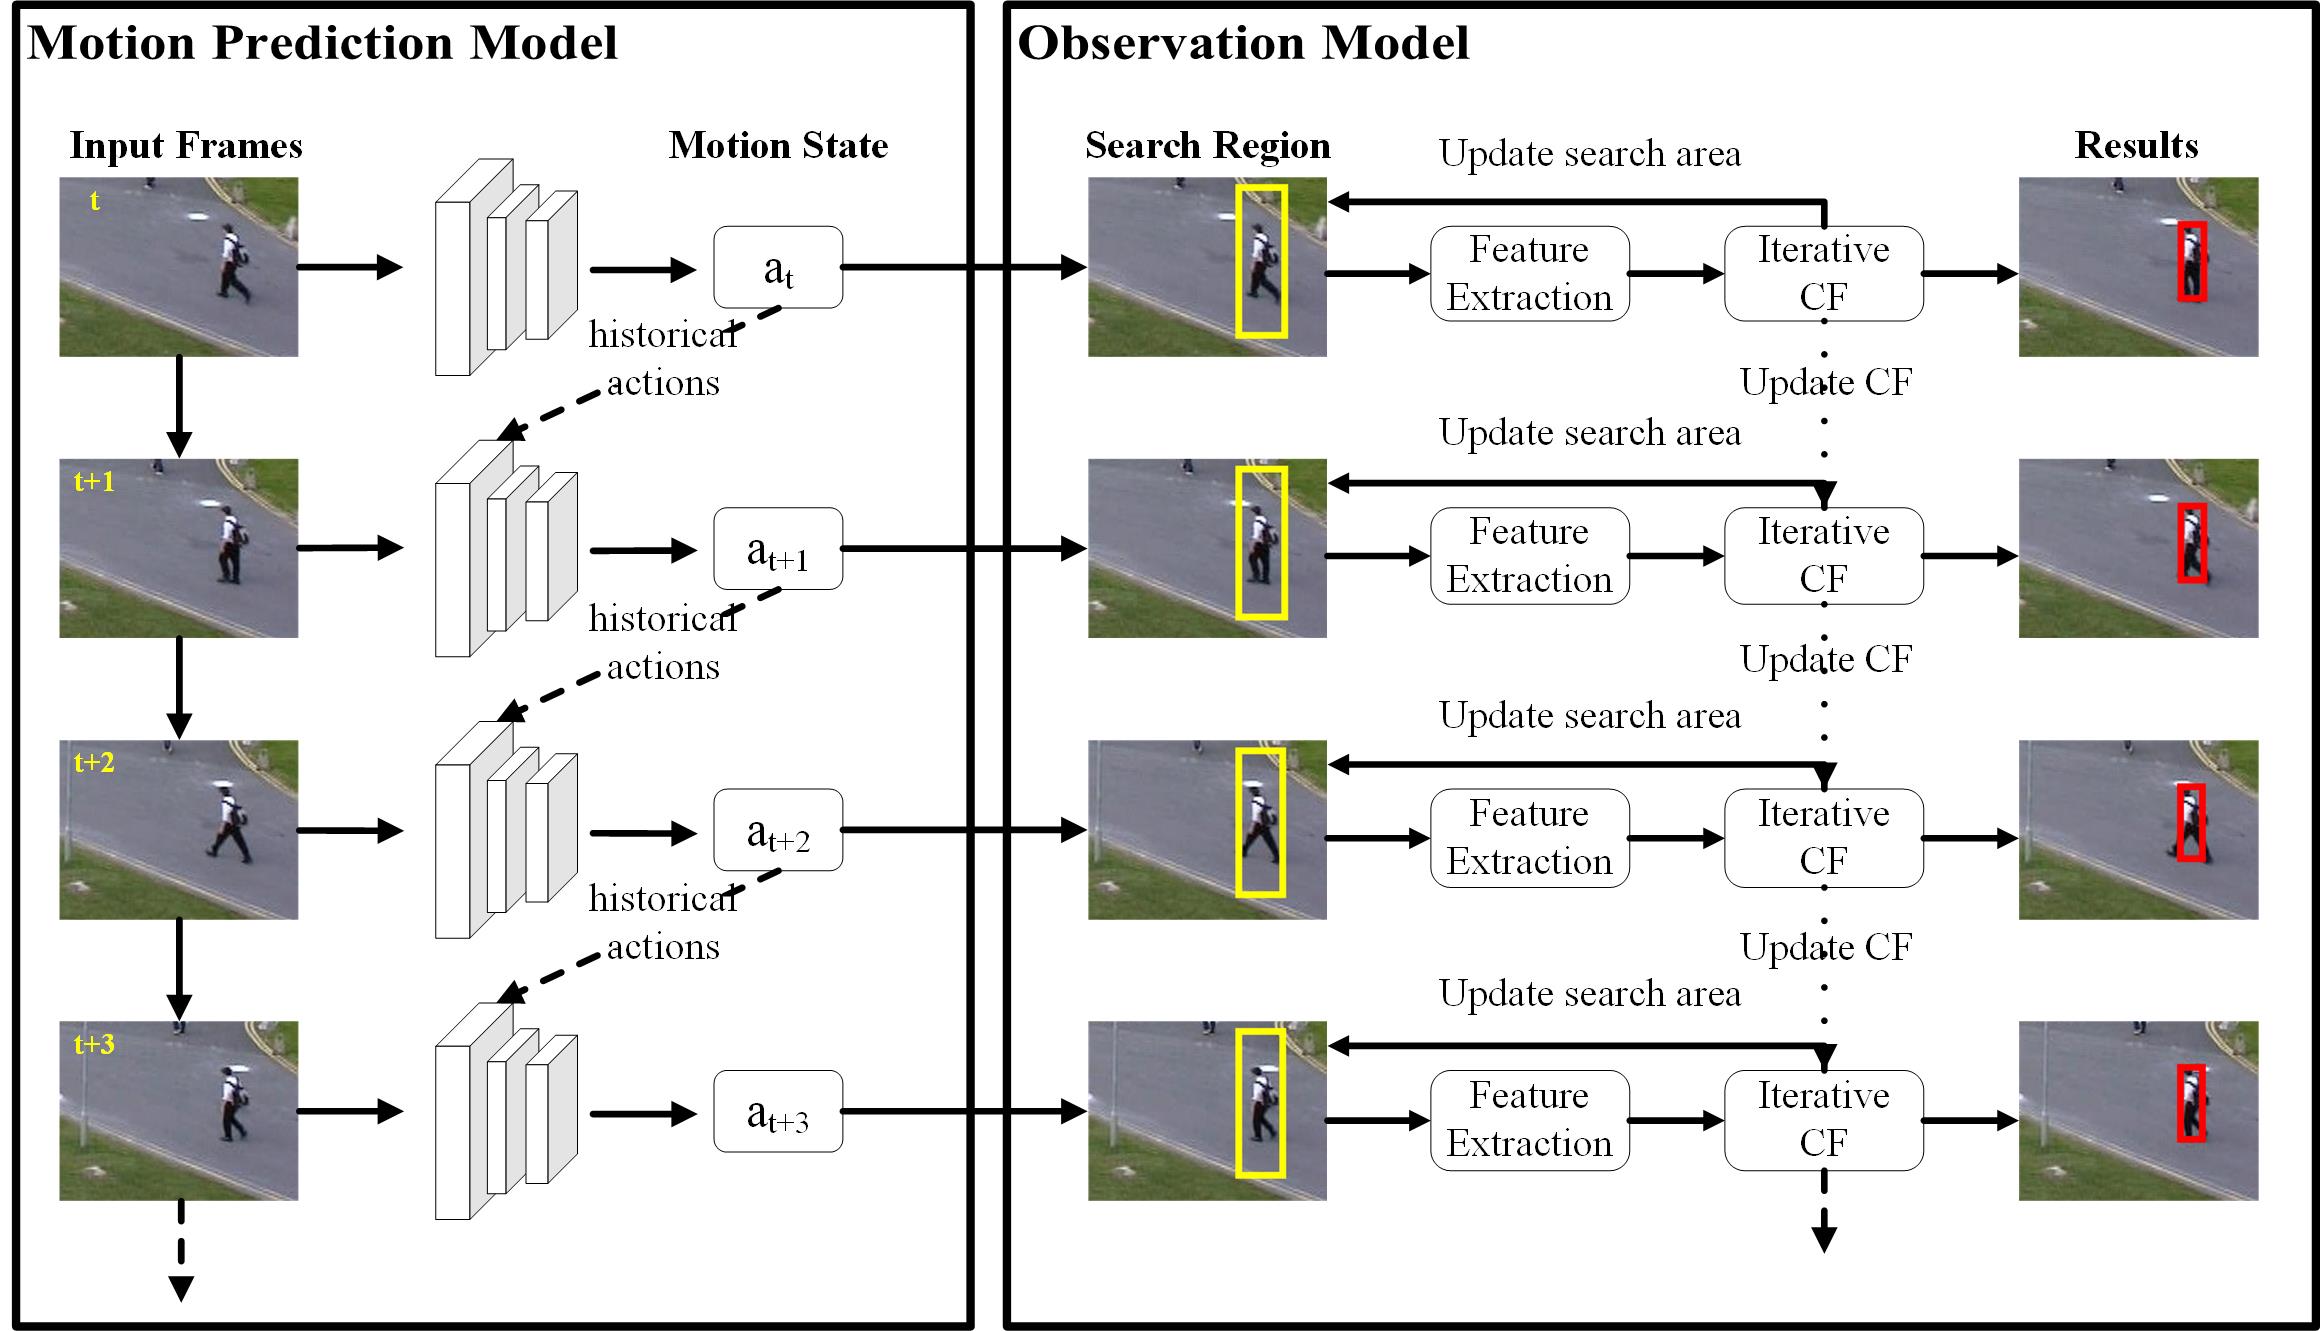 Motion Prediction Model
Observation Model
Input Frames
Motion State
Search Region
Update search area
Results
t
a_t
Feature
Extraction
Iterative
CF
historical
actions
Update CF
Update search area
t+1
a_t+1
Feature
Extraction
Iterative
CF
historical
actions
Update CF
Update search area
t+2
a_t+2
Feature
Extraction
Iterative
CF
historical
actions
Update CF
Update search area
t+3
a_t+3
Feature
Extraction
Iterative
CF